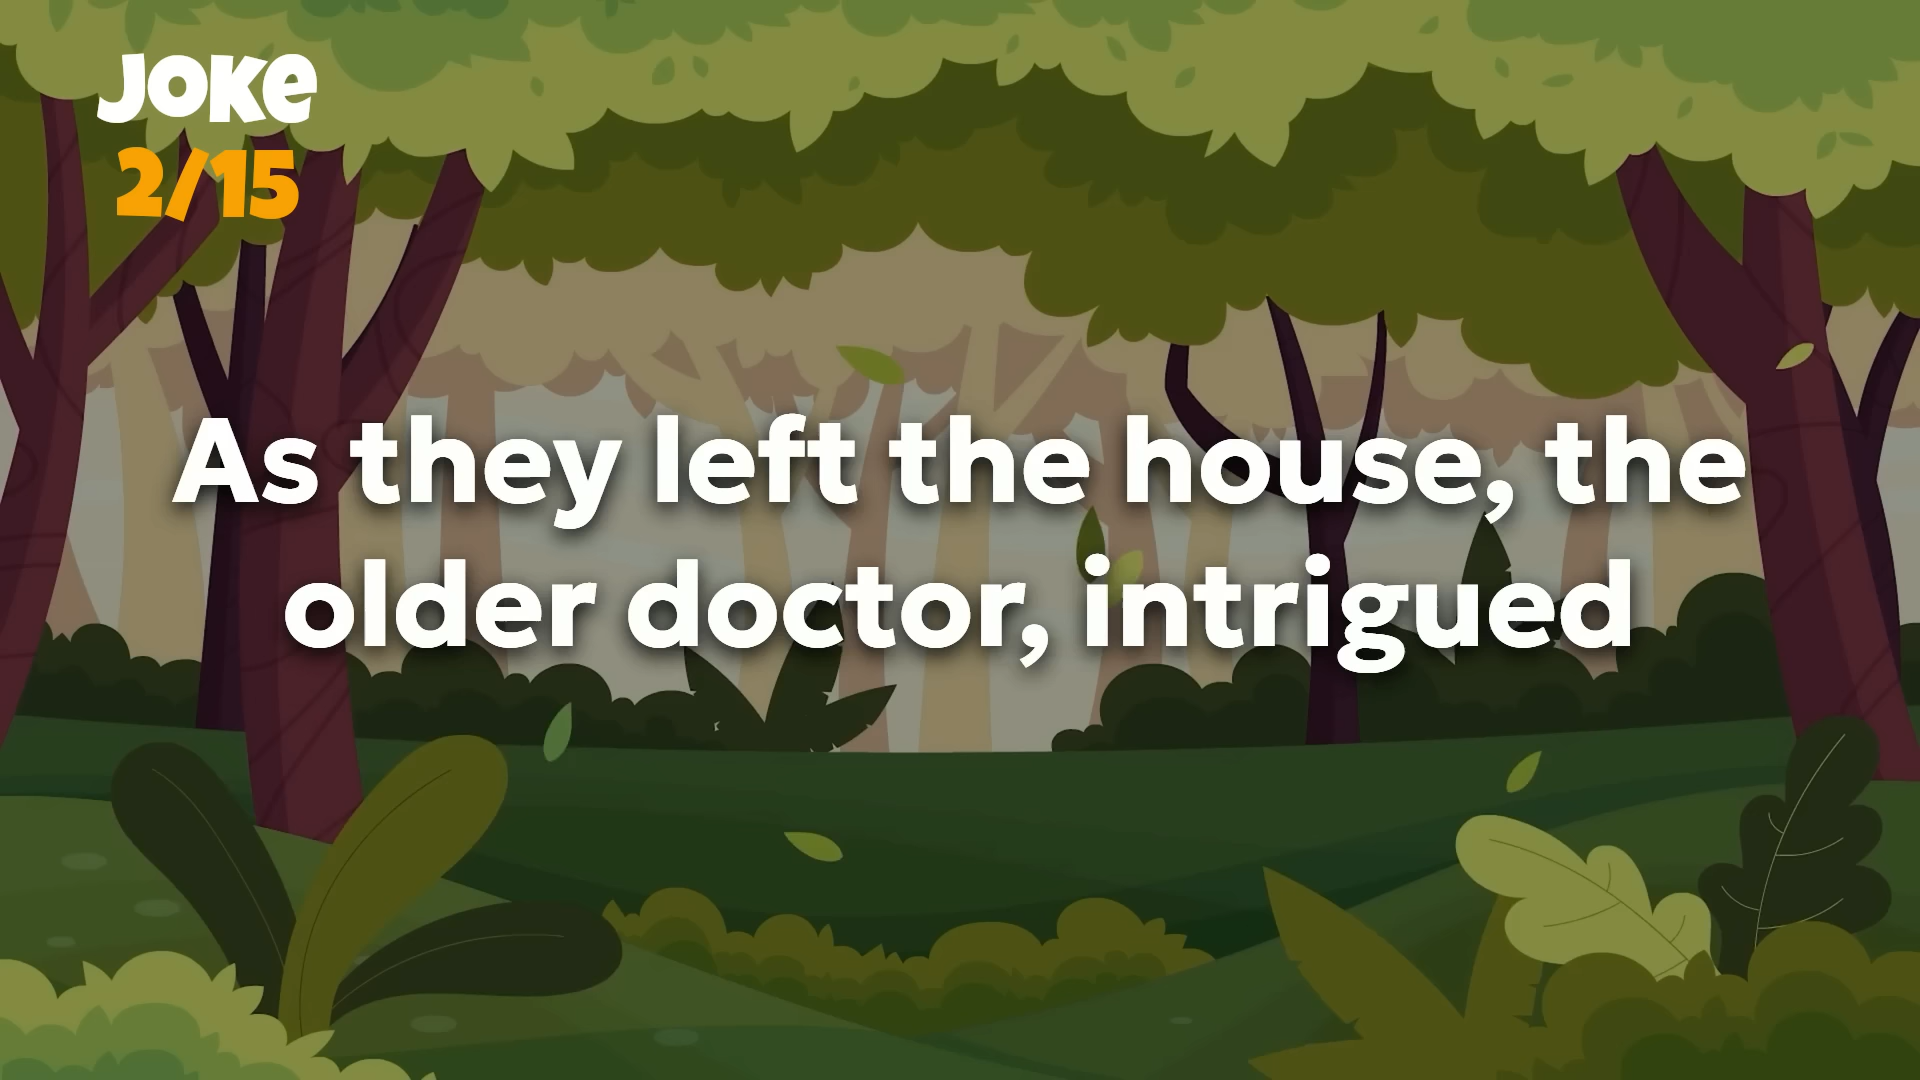 JOKE
2/15
As they left the house, the
older doctor, intrigued